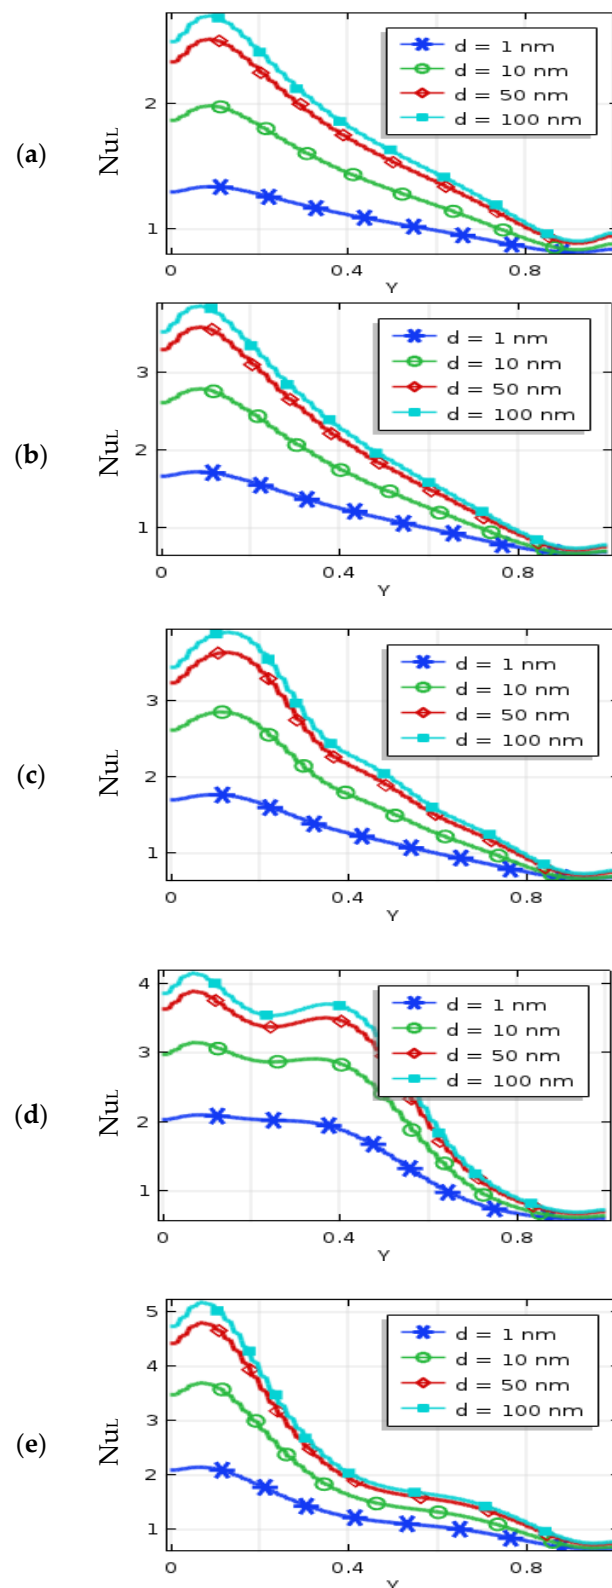 (a)
NuL
2
1
d = 1 nm
d = 10 nm
d = 50 nm
d = 100 nm
0 0.4 0.8
Y
(b)
NuL
3
2
1
d = 1 nm
d = 10 nm
d = 50 nm
d = 100 nm
0 0.4 0.8
Y
(c)
NuL
3
2
1
d = 1 nm
d = 10 nm
d = 50 nm
d = 100 nm
0 0.4 0.8
Y
(d)
NuL
4
3
2
1
d = 1 nm
d = 10 nm
d = 50 nm
d = 100 nm
0 0.4 0.8
Y
(e)
NuL
5
4
3
2
1
d = 1 nm
d = 10 nm
d = 50 nm
d = 100 nm
0 0.4 0.8
Y